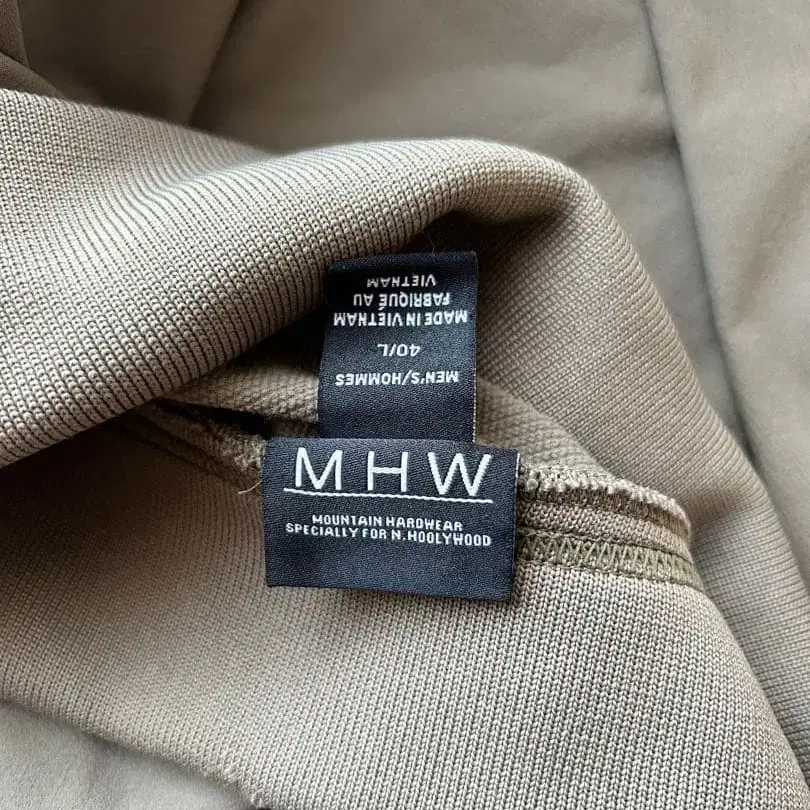 MEN'S/HOMMES
40/L
MADE IN VIETNAM
FABRIQUÉ AU
VIETNAM
MHW
MOUNTAIN HARDWEAR
SPECIALLY FOR N.HOOLYWOOD